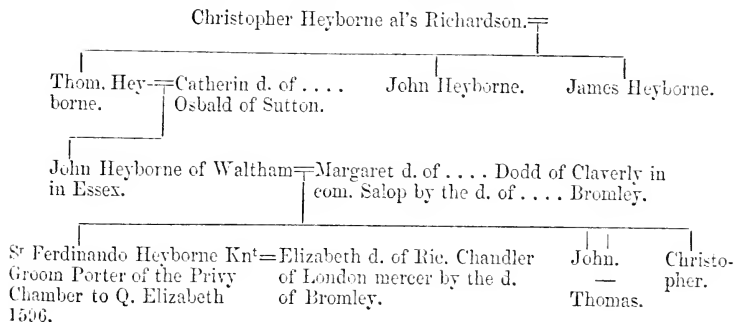 Christopher Heyborne al's Richardson.
Thom. Hey- Catherin d. of .... John Heyborne. James Heyborne.
borne. Osbald of Sutton.
John Heyborne of Waltham Margaret d. of .... Dodd of Claverly in
in Essex. com. Salop by the d. of .... Bromley.
Sr Ferdinando Heyborne Knt = Elizabeth d. of Ric. Chandler John. Christo-
Groom Porter of the Privy of London mercer by the d. — pher.
Chamber to Q. Elizabeth of Bromley. Thomas.
1596.